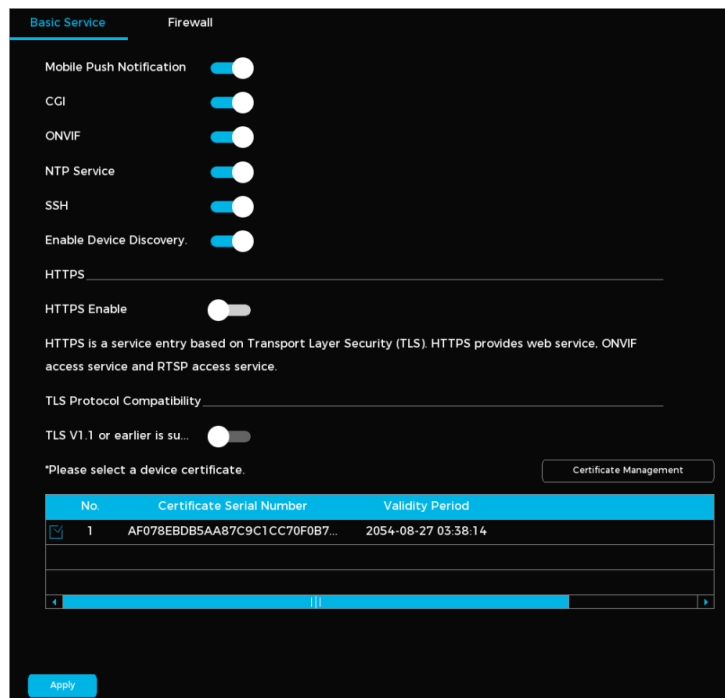 Basic Service Firewall
Mobile Push Notification
CGI
ONVIF
NTP Service
SSH
Enable Device Discovery.
HTTPS
HTTPS Enable
HTTPS is a service entry based on Transport Layer Security (TLS). HTTPS provides web service, ONVIF
access service and RTSP access service.
TLS Protocol Compatibility
TLS V1.1 or earlier is su...
*Please select a device certificate.
Certificate Management
No. Certificate Serial Number Validity Period
1 AF078EBDB5AA87C9C1CC70F0B7... 2054-08-27 03:38:14
Apply